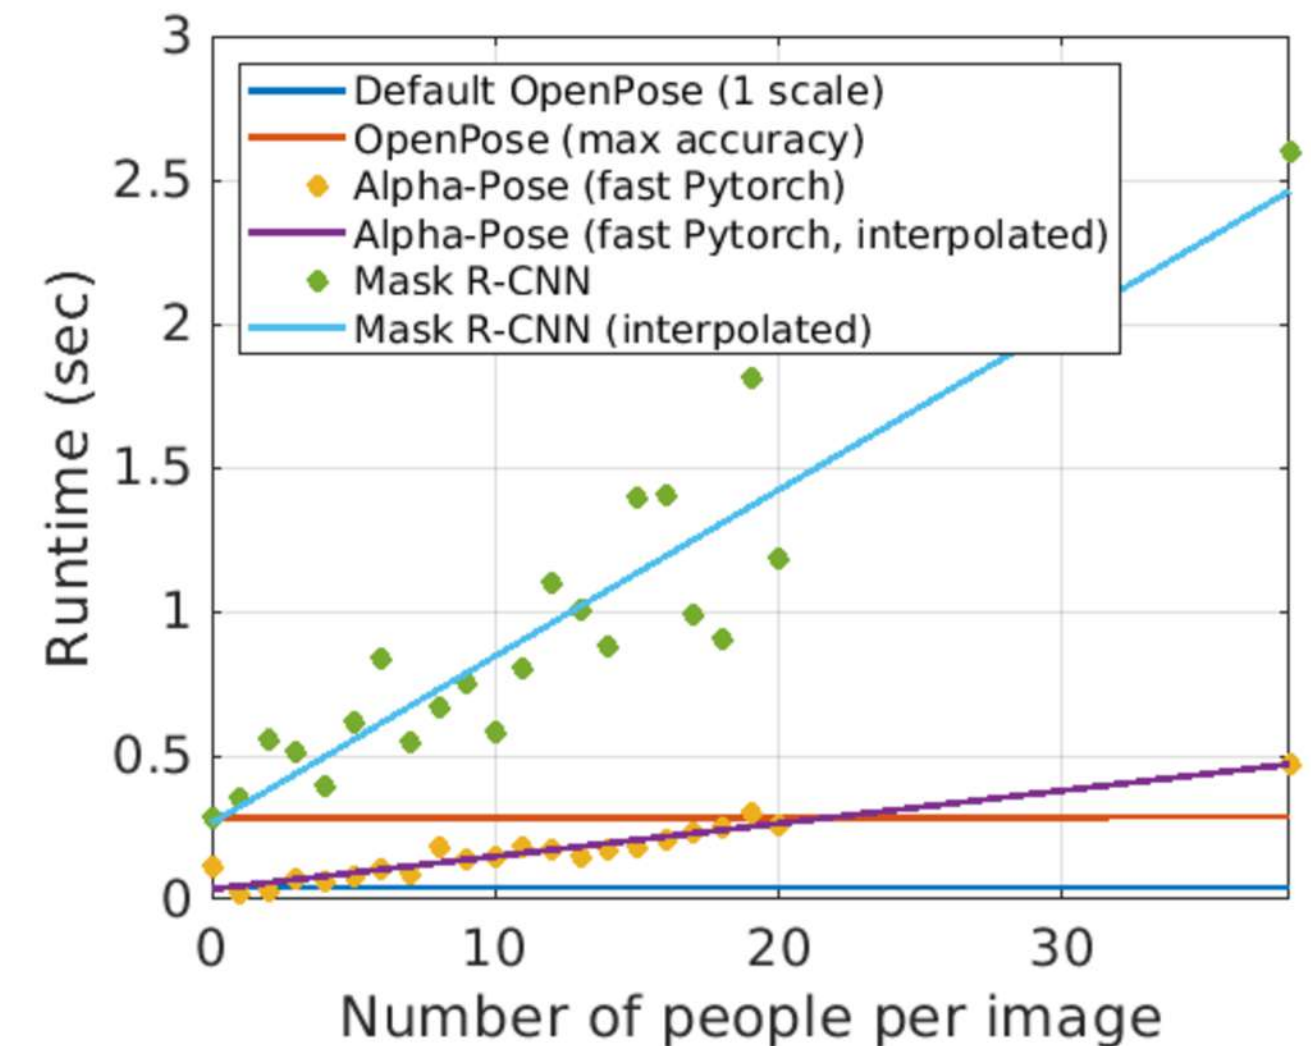 3
2.5
2
1.5
1
0.5
0
Runtime (sec)
Default OpenPose (1 scale)
OpenPose (max accuracy)
Alpha-Pose (fast Pytorch)
Alpha-Pose (fast Pytorch, interpolated)
Mask R-CNN
Mask R-CNN (interpolated)
0 10 20 30
Number of people per image